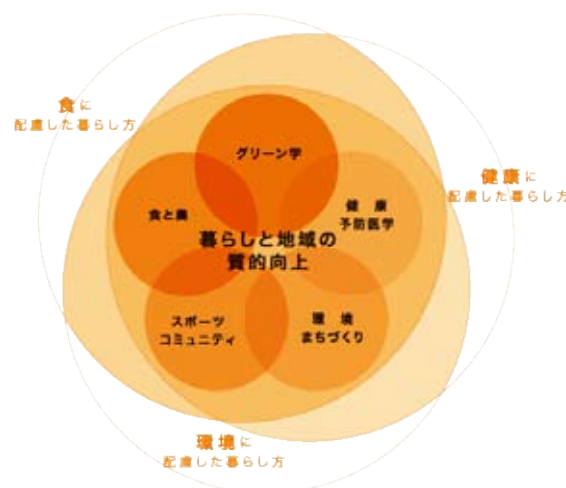 食に
配慮した暮らし方
グリーン学
健康に
配慮した暮らし方
食と農
健 康
予防医学
暮らしと地域の
質的向上
スポーツ
コミュニティ
環 境
まちづくり
環境に
配慮した暮らし方